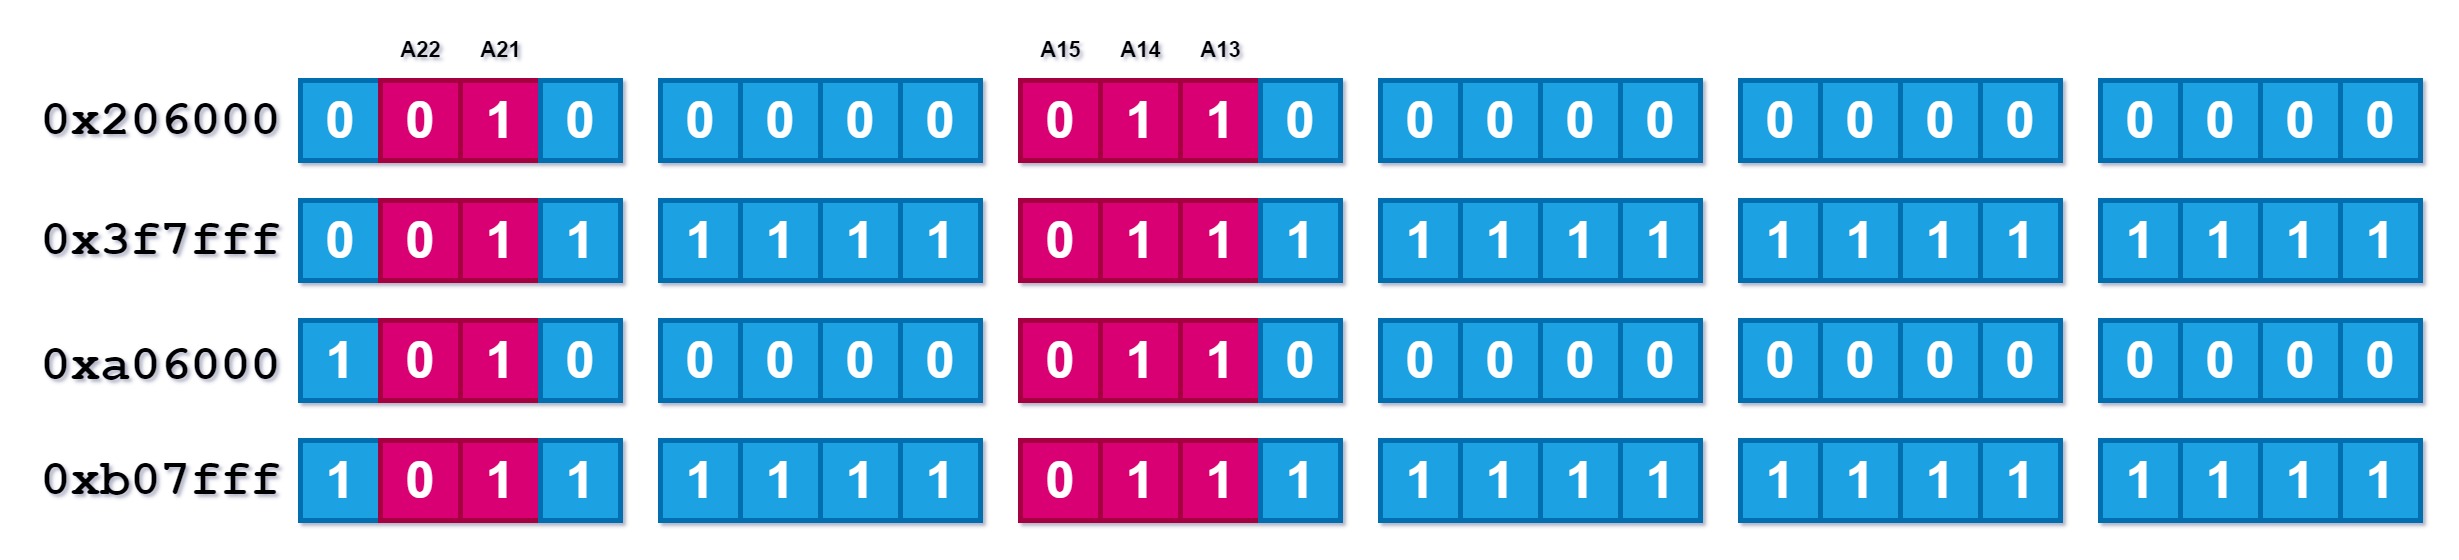 A22 A21 A15 A14 A13
0x206000 0 0 1 0 0 0 0 0 0 1 1 0 0 0 0 0 0 0 0 0 0 0 0 0
0x3f7fff 0 0 1 1 1 1 1 1 0 1 1 1 1 1 1 1 1 1 1 1 1 1 1 1
0xa06000 1 0 1 0 0 0 0 0 0 1 1 0 0 0 0 0 0 0 0 0 0 0 0 0
0xb07fff 1 0 1 1 1 1 1 1 0 1 1 1 1 1 1 1 1 1 1 1 1 1 1 1